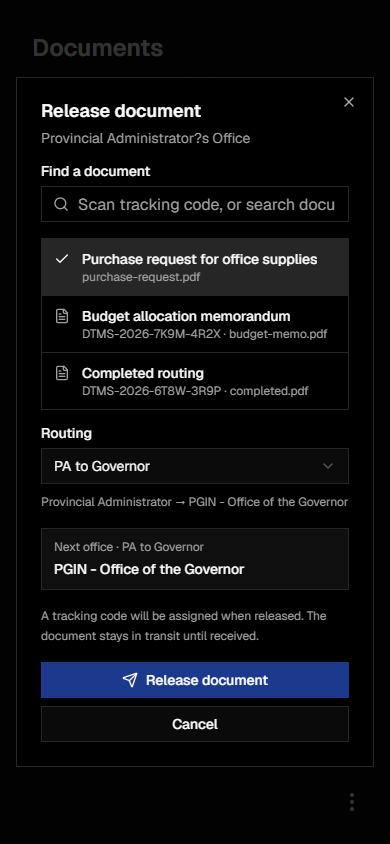 Documents
Release document
Provincial Administrator?s Office
Find a document
Scan tracking code, or search docu
Purchase request for office supplies
purchase-request.pdf
Budget allocation memorandum
DTMS-2026-7K9M-4R2X · budget-memo.pdf
Completed routing
DTMS-2026-6T8W-3R9P · completed.pdf
Routing
PA to Governor
Provincial Administrator → PGIN - Office of the Governor
Next office · PA to Governor
PGIN - Office of the Governor
A tracking code will be assigned when released. The
document stays in transit until received.
Release document
Cancel